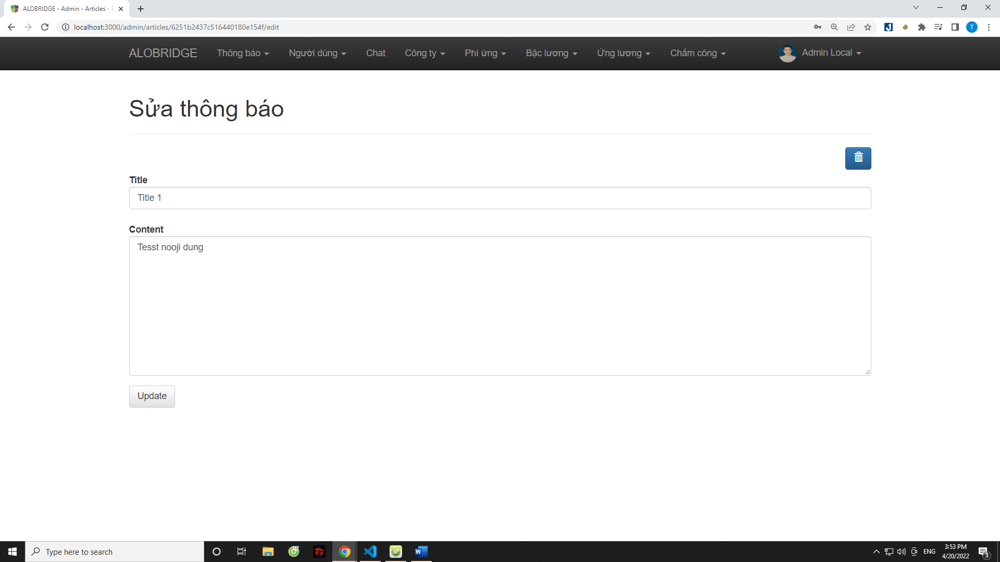 ALOBRIDGE - Admin - Articles -
localhost:3000/admin/articles/6251b2437c516440180e154f/edit
T
ALOBRIDGE Thông báo Người dùng Chat Công ty Phí ứng Bậc lương Ứng lương Chấm công Admin Local
Sửa thông báo
Title
Title 1
Content
Tesst nooji dung
Update
Type here to search
ENG
3:53 PM
4/20/2022
3